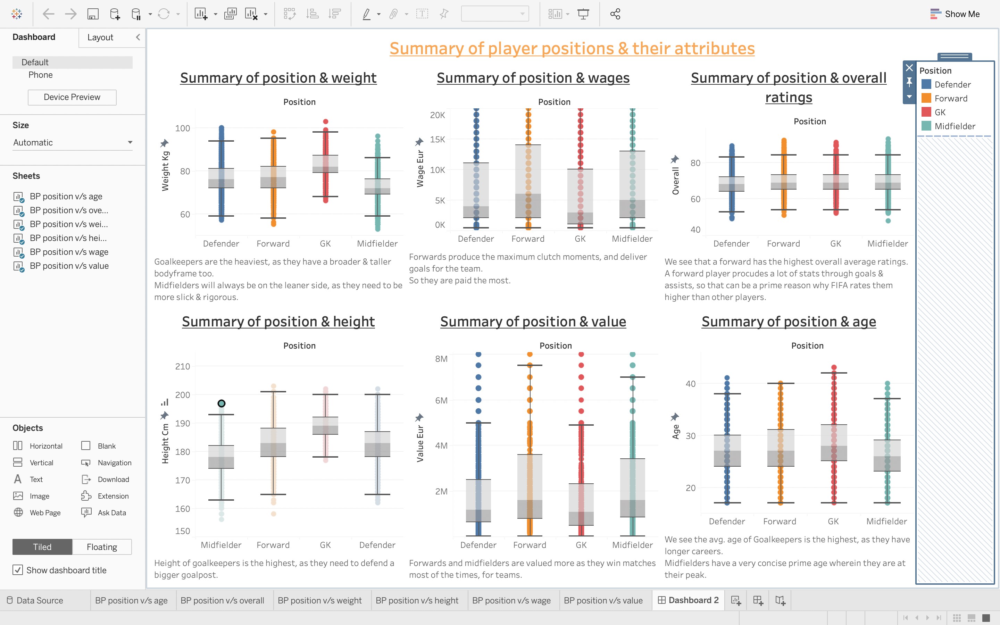 Show Me
Dashboard
Layout
Default
Phone
Device Preview
Size
Automatic
Sheets
BP position v/s age
BP position v/s ove...
BP position v/s wei...
BP position v/s hei...
BP position v/s wage
BP position v/s value
Objects
Horizontal
Blank
Vertical
Navigation
Text
Download
Image
Extension
Web Page
Ask Data
Tiled
Floating
Show dashboard title
Summary of player positions & their attributes
Summary of position & weight
Position
Weight Kg
100
80
60
Defender
Forward
GK
Midfielder
Goalkeepers are the heaviest, as they have a broader & taller
bodyframe too.
Midfielders will always be on the leaner side, as they need to be
more slick & rigorous.
Summary of position & wages
Position
Wage Eur
20K
15K
10K
5K
0K
Defender
Forward
GK
Midfielder
Forwards produce the maximum clutch moments, and deliver
goals for the team.
So they are paid the most.
Summary of position & overall
ratings
Position
Overall
80
60
40
Defender
Forward
GK
Midfielder
We see that a forward has the highest overall average ratings.
A forward player procudes a lot of stats through goals &
assists, so that can be a prime reason why FIFA rates them
higher than other players.
Position
Defender
Forward
GK
Midfielder
Summary of position & height
Position
Height Cm
210
200
190
180
170
160
150
Midfielder
Forward
GK
Defender
Height of goalkeepers is the highest, as they need to defend a
bigger goalpost.
Summary of position & value
Position
Value Eur
8M
6M
4M
2M
Defender
Forward
GK
Midfielder
Forwards and midfielders are valued more as they win matches
most of the times, for teams.
Summary of position & age
Position
Age
40
30
20
Defender
Forward
GK
Midfielder
We see the avg. age of Goalkeepers is the highest, as they have
longer careers.
Midfielders have a very concise prime age wherein they are at
their peak.
Data Source
BP position v/s age
BP position v/s overall
BP position v/s weight
BP position v/s height
BP position v/s wage
BP position v/s value
Dashboard 2